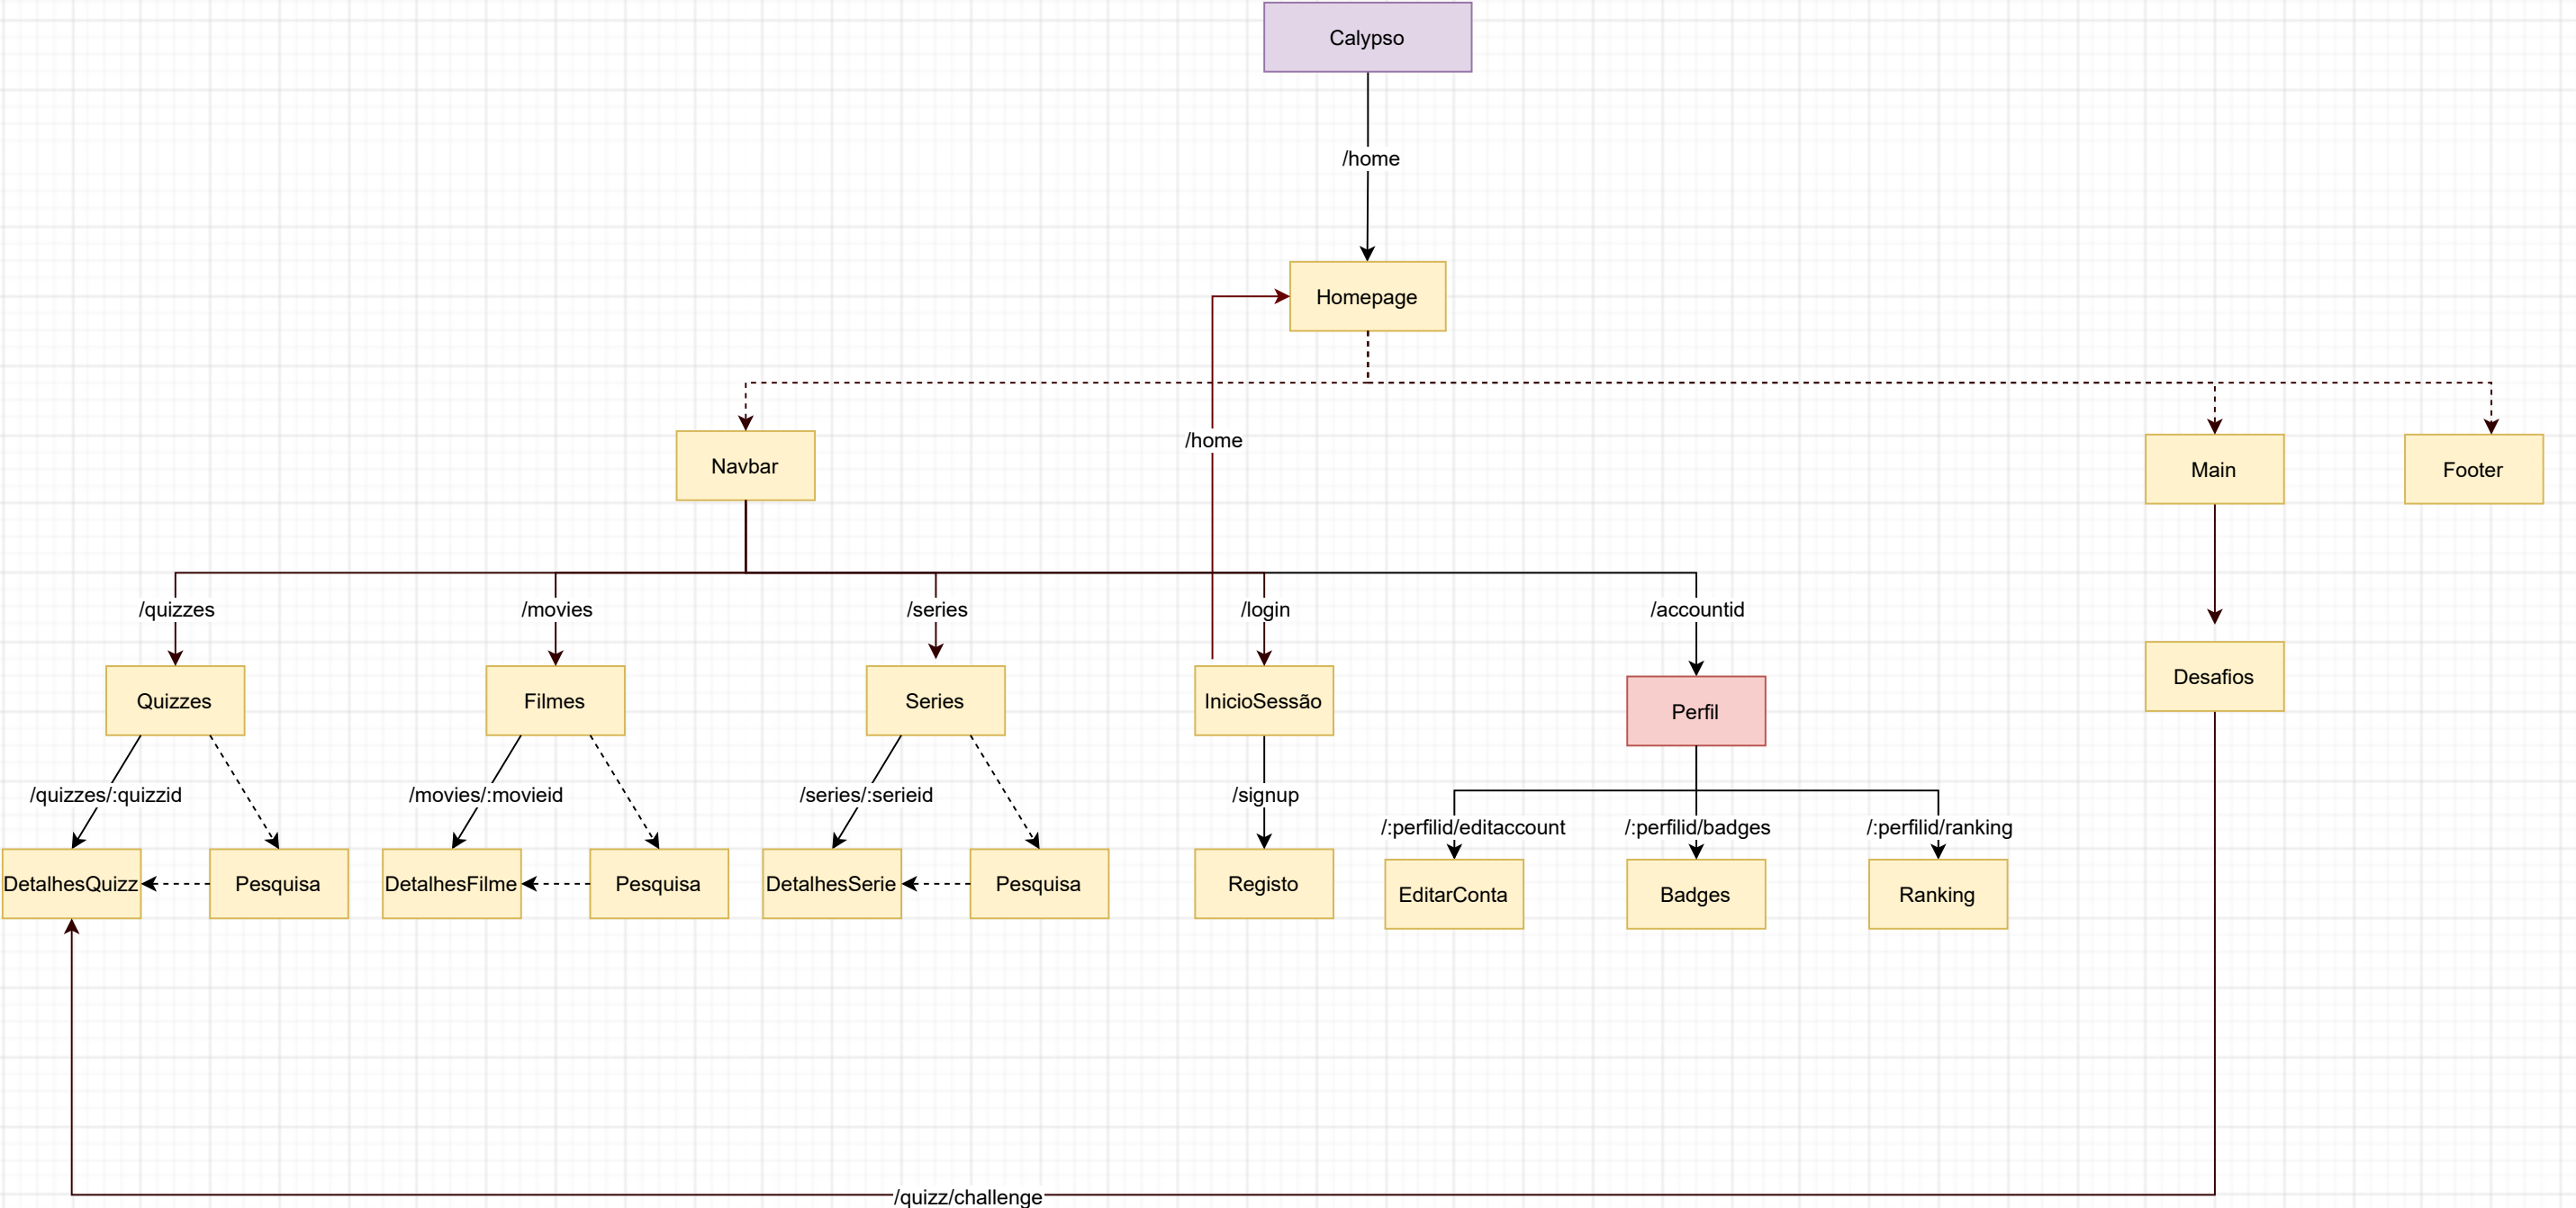 Calypso
/home
Homepage
/home
Navbar
Main
Footer
/quizzes
/movies
/series
/login
/accountid
Quizzes
Filmes
Series
InicioSessão
Perfil
Desafios
/quizzes/:quizzid
/movies/:movieid
/series/:serieid
/signup
/:perfilid/editaccount
/:perfilid/badges
/:perfilid/ranking
DetalhesQuizz
Pesquisa
DetalhesFilme
Pesquisa
DetalhesSerie
Pesquisa
Registo
EditarConta
Badges
Ranking
/quizz/challenge